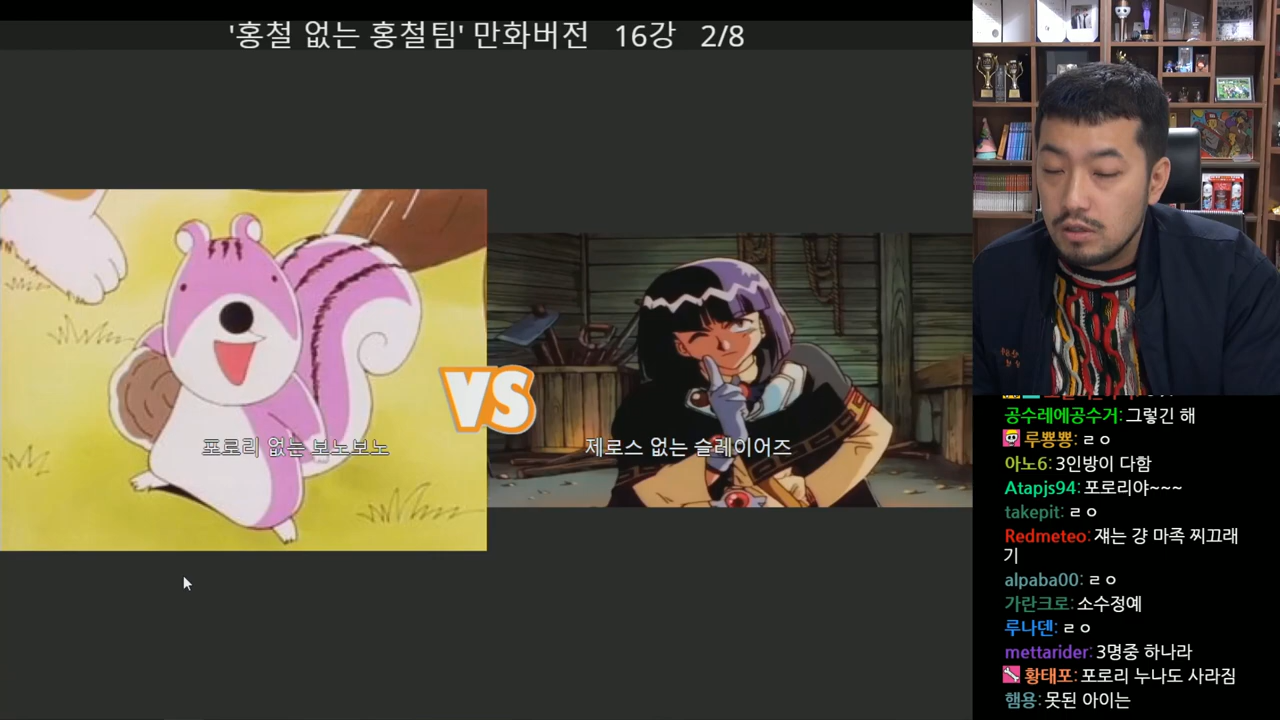 '홍철 없는 홍철팀' 만화버전 16강 2/8
VS
포로리 없는 보노보노
제로스 없는 슬레이어즈
공수레에공수거: 그렇긴 해
루뽕뽕: ㄹㅇ
아노6: 3인방이 다함
Atapjs94: 포로리야~~~
takepit: ㄹㅇ
Redmeteo: 쟤는 걍 마족 찌끄래
기
alpaba00: ㄹㅇ
가란크로: 소수정예
루나덴: ㄹㅇ
mettarider: 3명중 하나라
황태포: 포로리 누나도 사라짐
햄용: 못된 아이는